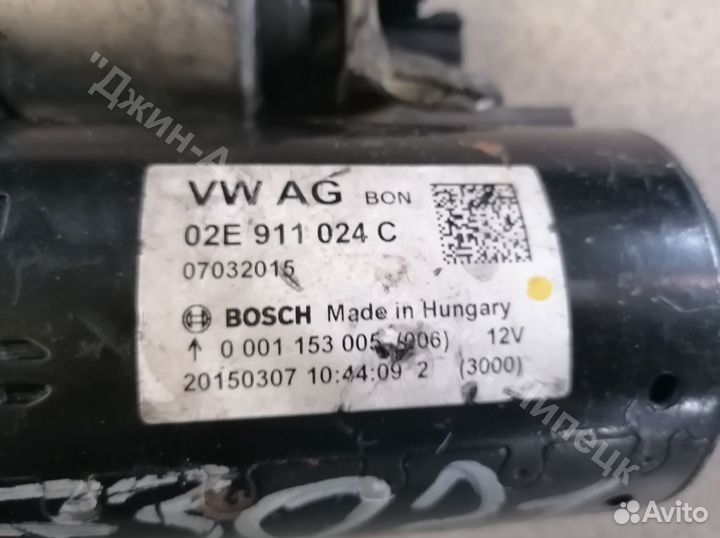 VW AG BON
02E 911 024 C
07032015
BOSCH Made in Hungary
↑ 0 001 153 005 (006) 12V
20150307 10:44:09 2 (3000)
Липецк
Avito